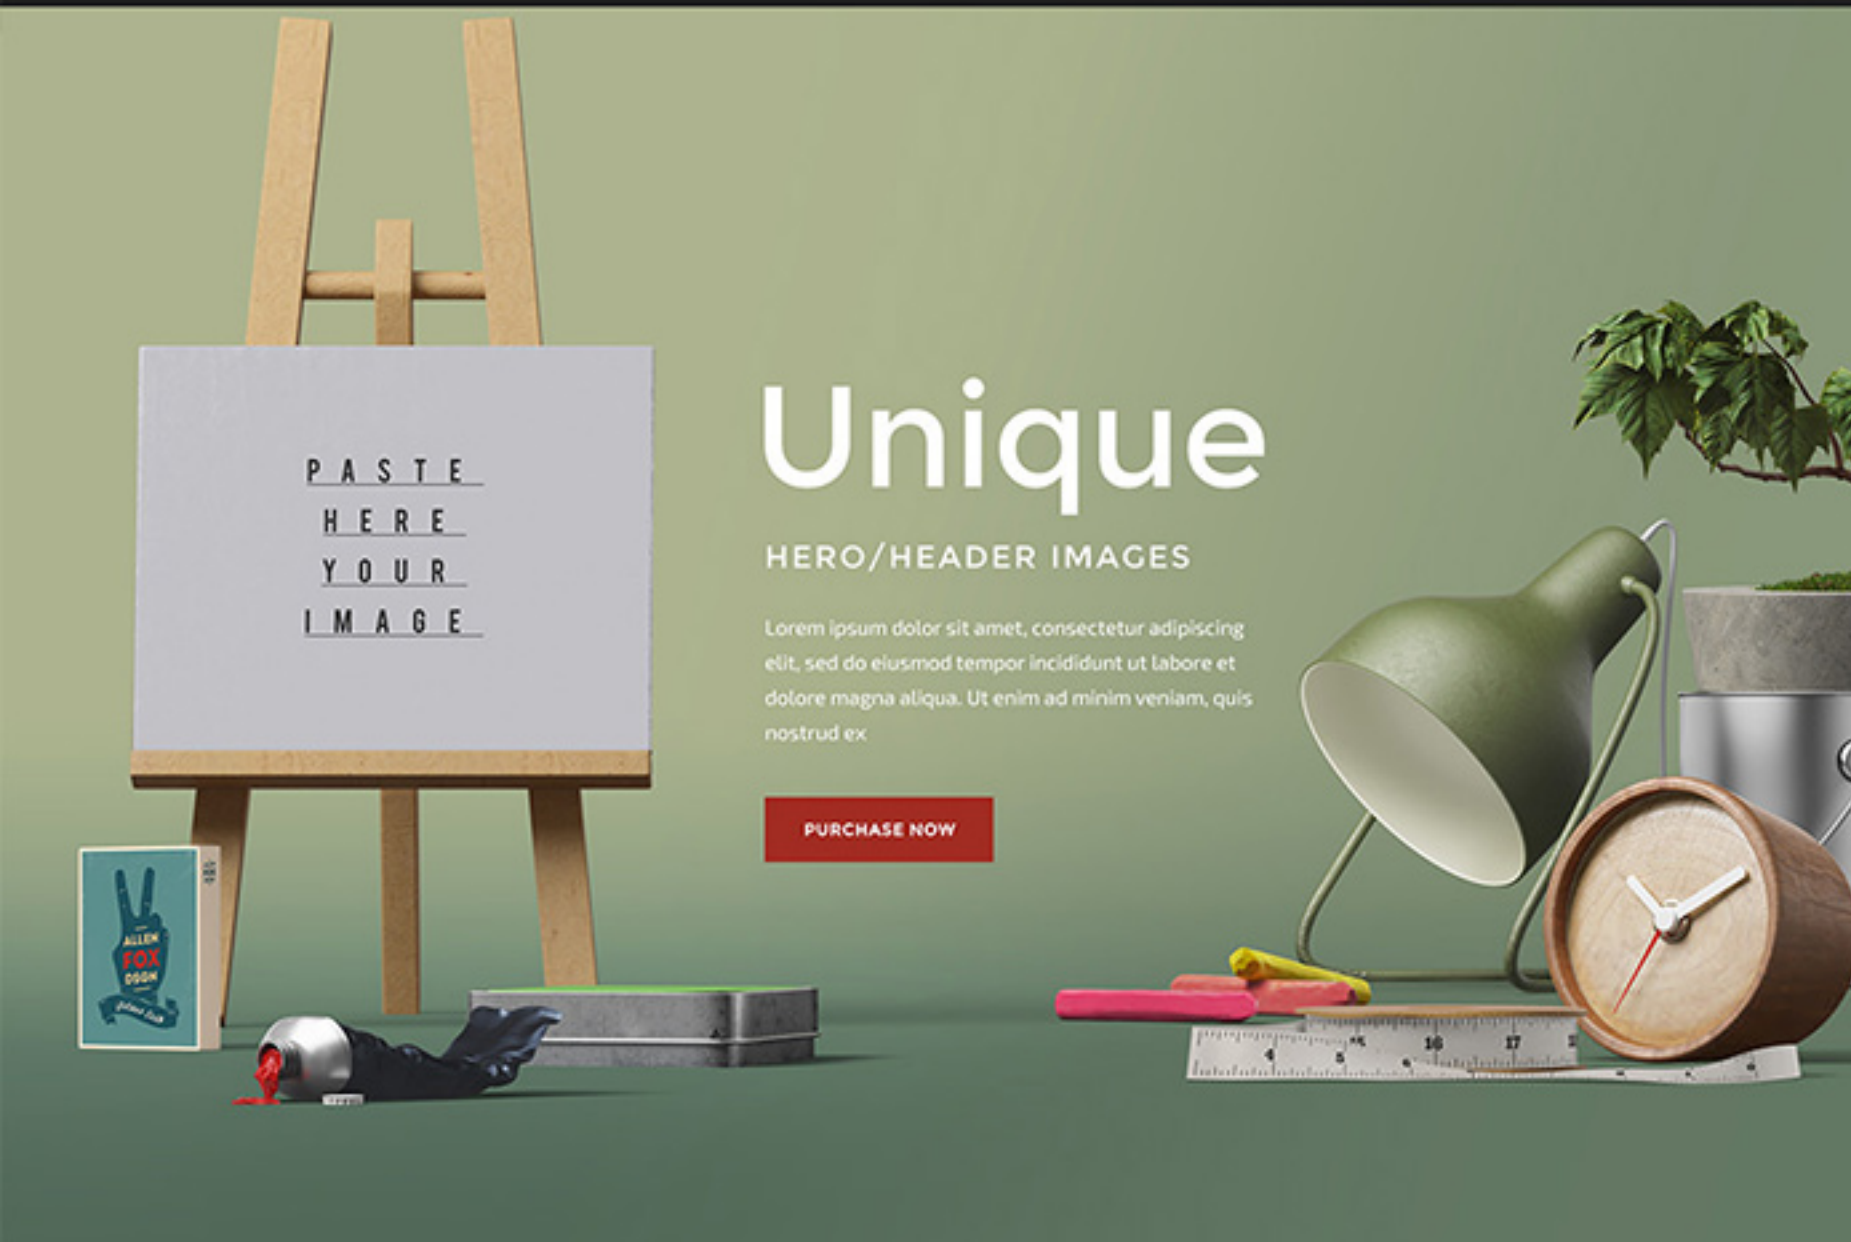 PASTE
HERE
YOUR
IMAGE
Unique
HERO/HEADER IMAGES
Lorem ipsum dolor sit amet, consectetur adipiscing
elit, sed do eiusmod tempor incididunt ut labore et
dolore magna aliqua. Ut enim ad minim veniam, quis
nostrud ex
PURCHASE NOW
ALLEN
FOX
DSGN
4
5
16
17